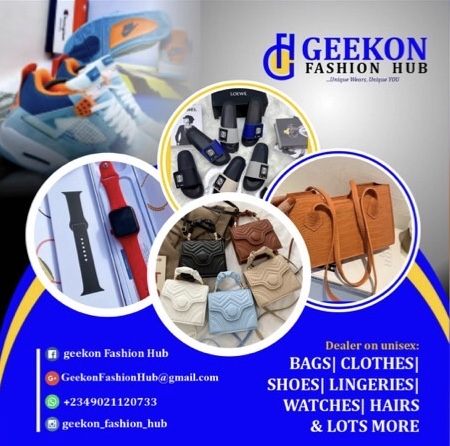 GEEKON
FASHION HUB
...Unique Wears, Unique YOU
LOEWE
geekon Fashion Hub
GeekonFashionHub@gmail.com
+2349021120733
geekon_fashion_hub
Dealer on unisex:
BAGS| CLOTHES|
SHOES| LINGERIES|
WATCHES| HAIRS
& LOTS MORE